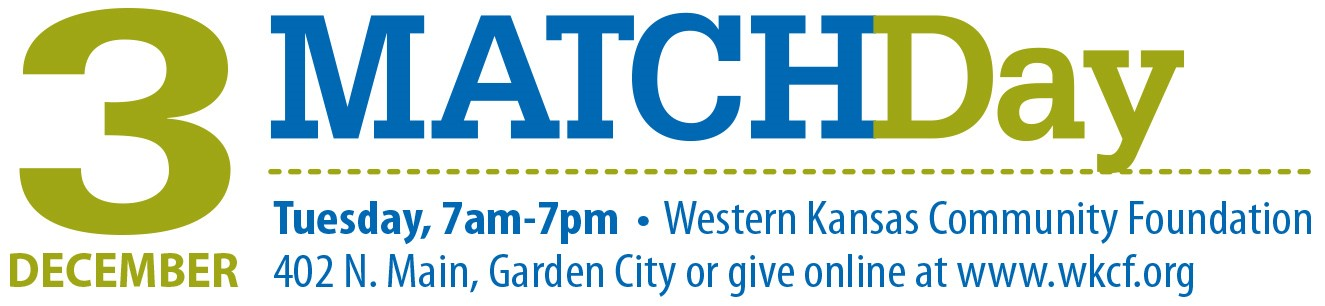 3
DECEMBER
MATCHDay
Tuesday, 7am-7pm • Western Kansas Community Foundation
402 N. Main, Garden City or give online at www.wkcf.org